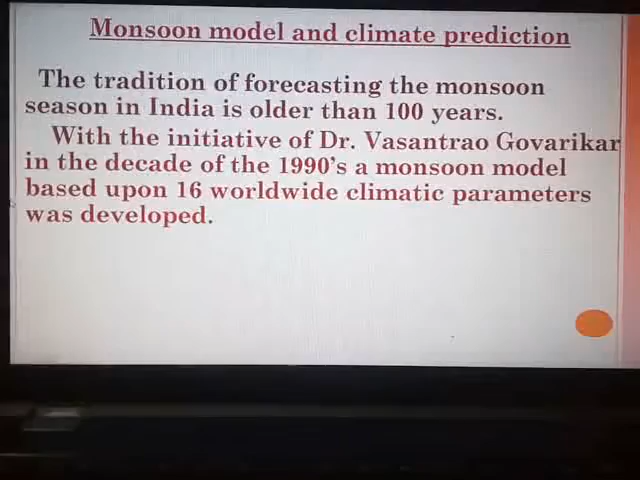 Monsoon model and climate prediction
The tradition of forecasting the monsoon
season in India is older than 100 years.
With the initiative of Dr. Vasantrao Govarikar
in the decade of the 1990's a monsoon model
based upon 16 worldwide climatic parameters
was developed.